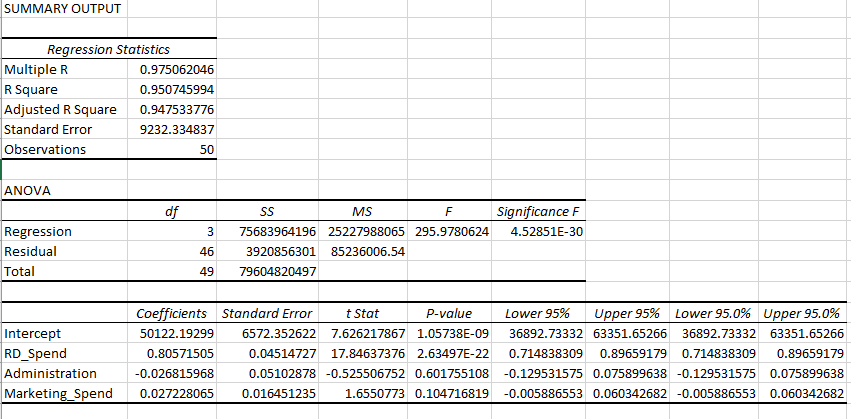 SUMMARY OUTPUT
Regression Statistics
Multiple R 0.975062046
R Square 0.950745994
Adjusted R Square 0.947533776
Standard Error 9232.334837
Observations 50
ANOVA
df SS MS F Significance F
Regression 3 75683964196 25227988065 295.9780624 4.52851E-30
Residual 46 3920856301 85236006.54
Total 49 79604820497
Coefficients Standard Error t Stat P-value Lower 95% Upper 95% Lower 95.0% Upper 95.0%
Intercept 50122.19299 6572.352622 7.626217867 1.05738E-09 36892.73332 63351.65266 36892.73332 63351.65266
RD_Spend 0.80571505 0.04514727 17.84637376 2.63497E-22 0.714838309 0.89659179 0.714838309 0.89659179
Administration -0.026815968 0.05102878 -0.525506752 0.601755108 -0.129531575 0.075899638 -0.129531575 0.075899638
Marketing_Spend 0.027228065 0.016451235 1.6550773 0.104716819 -0.005886553 0.060342682 -0.005886553 0.060342682